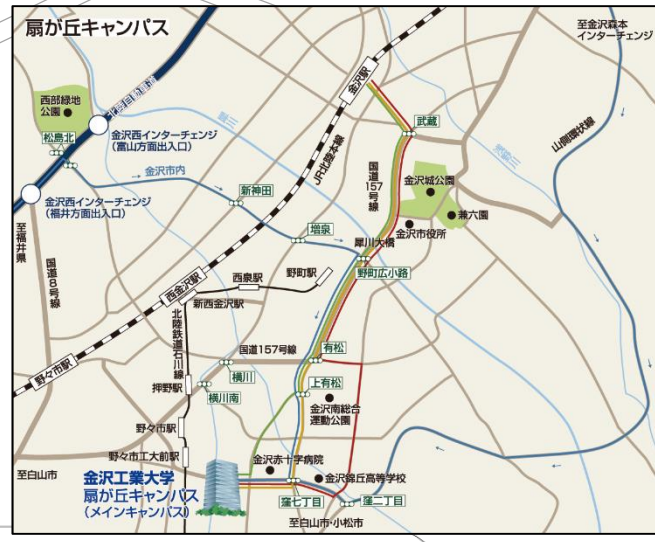 扇が丘キャンパス
至金沢森本
インターチェンジ
西部緑地
公園
北陸自動車道
金沢駅
松島北
金沢西インターチェンジ
(富山方面出入口)
武蔵
山側環状線
JR北陸本線
国道
157
号線
金沢市内
金沢西インターチェンジ
(福井方面出入口)
新神田
金沢城公園
兼六園
金沢市役所
増泉
犀川大橋
至福井県
国道8号線
野町広小路
西金沢駅
西泉駅
野町駅
新西金沢駅
北陸鉄道石川線
国道157号線
有松
野々市駅
横川
押野駅
横川南
上有松
金沢南総合
運動公園
野々市駅
野々市工大前駅
至白山市
金沢赤十字病院
金沢錦丘高等学校
金沢工業大学
扇が丘キャンパス
(メインキャンパス)
窪七丁目
窪二丁目
至白山市・小松市